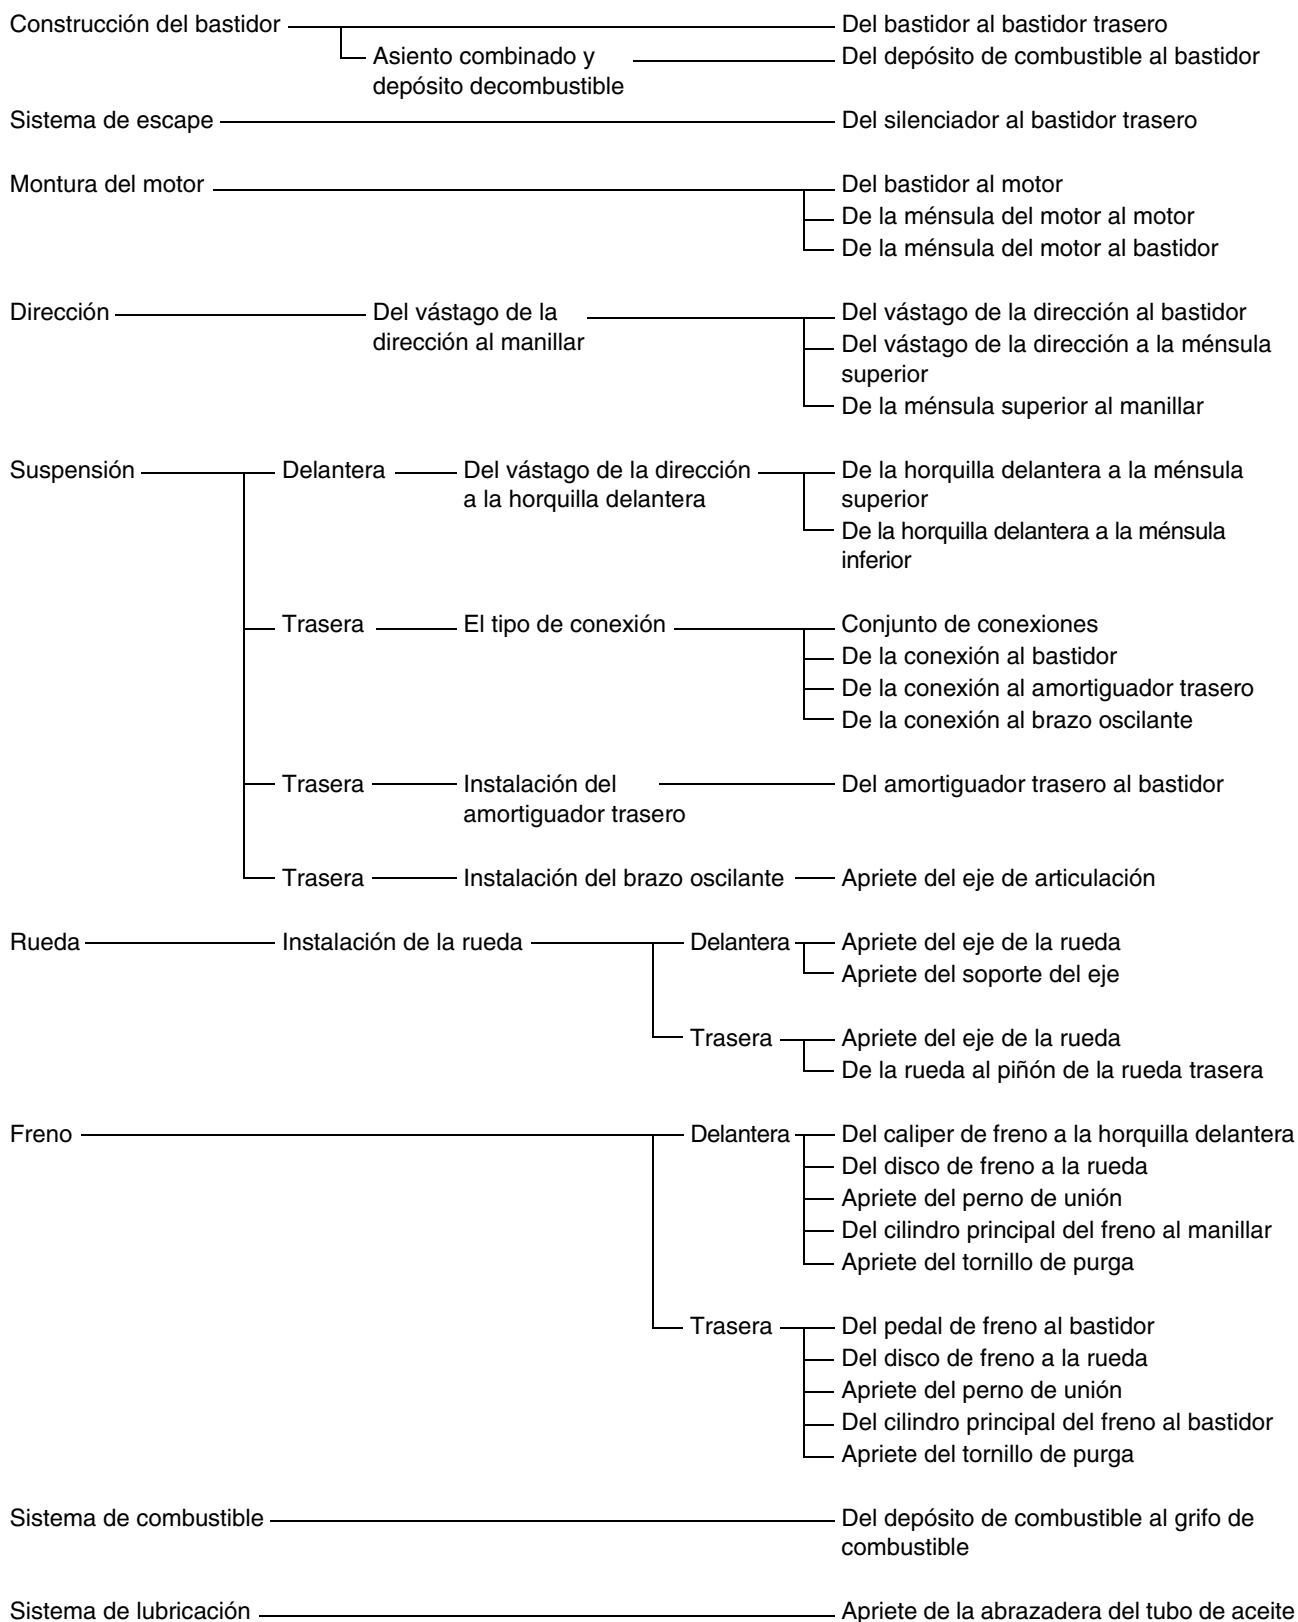 Construcción del bastidor Del bastidor al bastidor trasero
Asiento combinado y Del depósito de combustible al bastidor
depósito decombustible
Sistema de escape Del silenciador al bastidor trasero
Montura del motor Del bastidor al motor
De la ménsula del motor al motor
De la ménsula del motor al bastidor
Dirección Del vástago de la Del vástago de la dirección al bastidor
dirección al manillar Del vástago de la dirección a la ménsula
superior
De la ménsula superior al manillar
Suspensión Delantera Del vástago de la dirección De la horquilla delantera a la ménsula
a la horquilla delantera superior
De la horquilla delantera a la ménsula
inferior
Trasera El tipo de conexión Conjunto de conexiones
De la conexión al bastidor
De la conexión al amortiguador trasero
De la conexión al brazo oscilante
Trasera Instalación del Del amortiguador trasero al bastidor
amortiguador trasero
Trasera Instalación del brazo oscilante Apriete del eje de articulación
Rueda Instalación de la rueda Delantera Apriete del eje de la rueda
Apriete del soporte del eje
Trasera Apriete del eje de la rueda
De la rueda al piñón de la rueda trasera
Freno Delantera Del caliper de freno a la horquilla delantera
Del disco de freno a la rueda
Apriete del perno de unión
Del cilindro principal del freno al manillar
Apriete del tornillo de purga
Trasera Del pedal de freno al bastidor
Del disco de freno a la rueda
Apriete del perno de unión
Del cilindro principal del freno al bastidor
Apriete del tornillo de purga
Sistema de combustible Del depósito de combustible al grifo de
combustible
Sistema de lubricación Apriete de la abrazadera del tubo de aceite